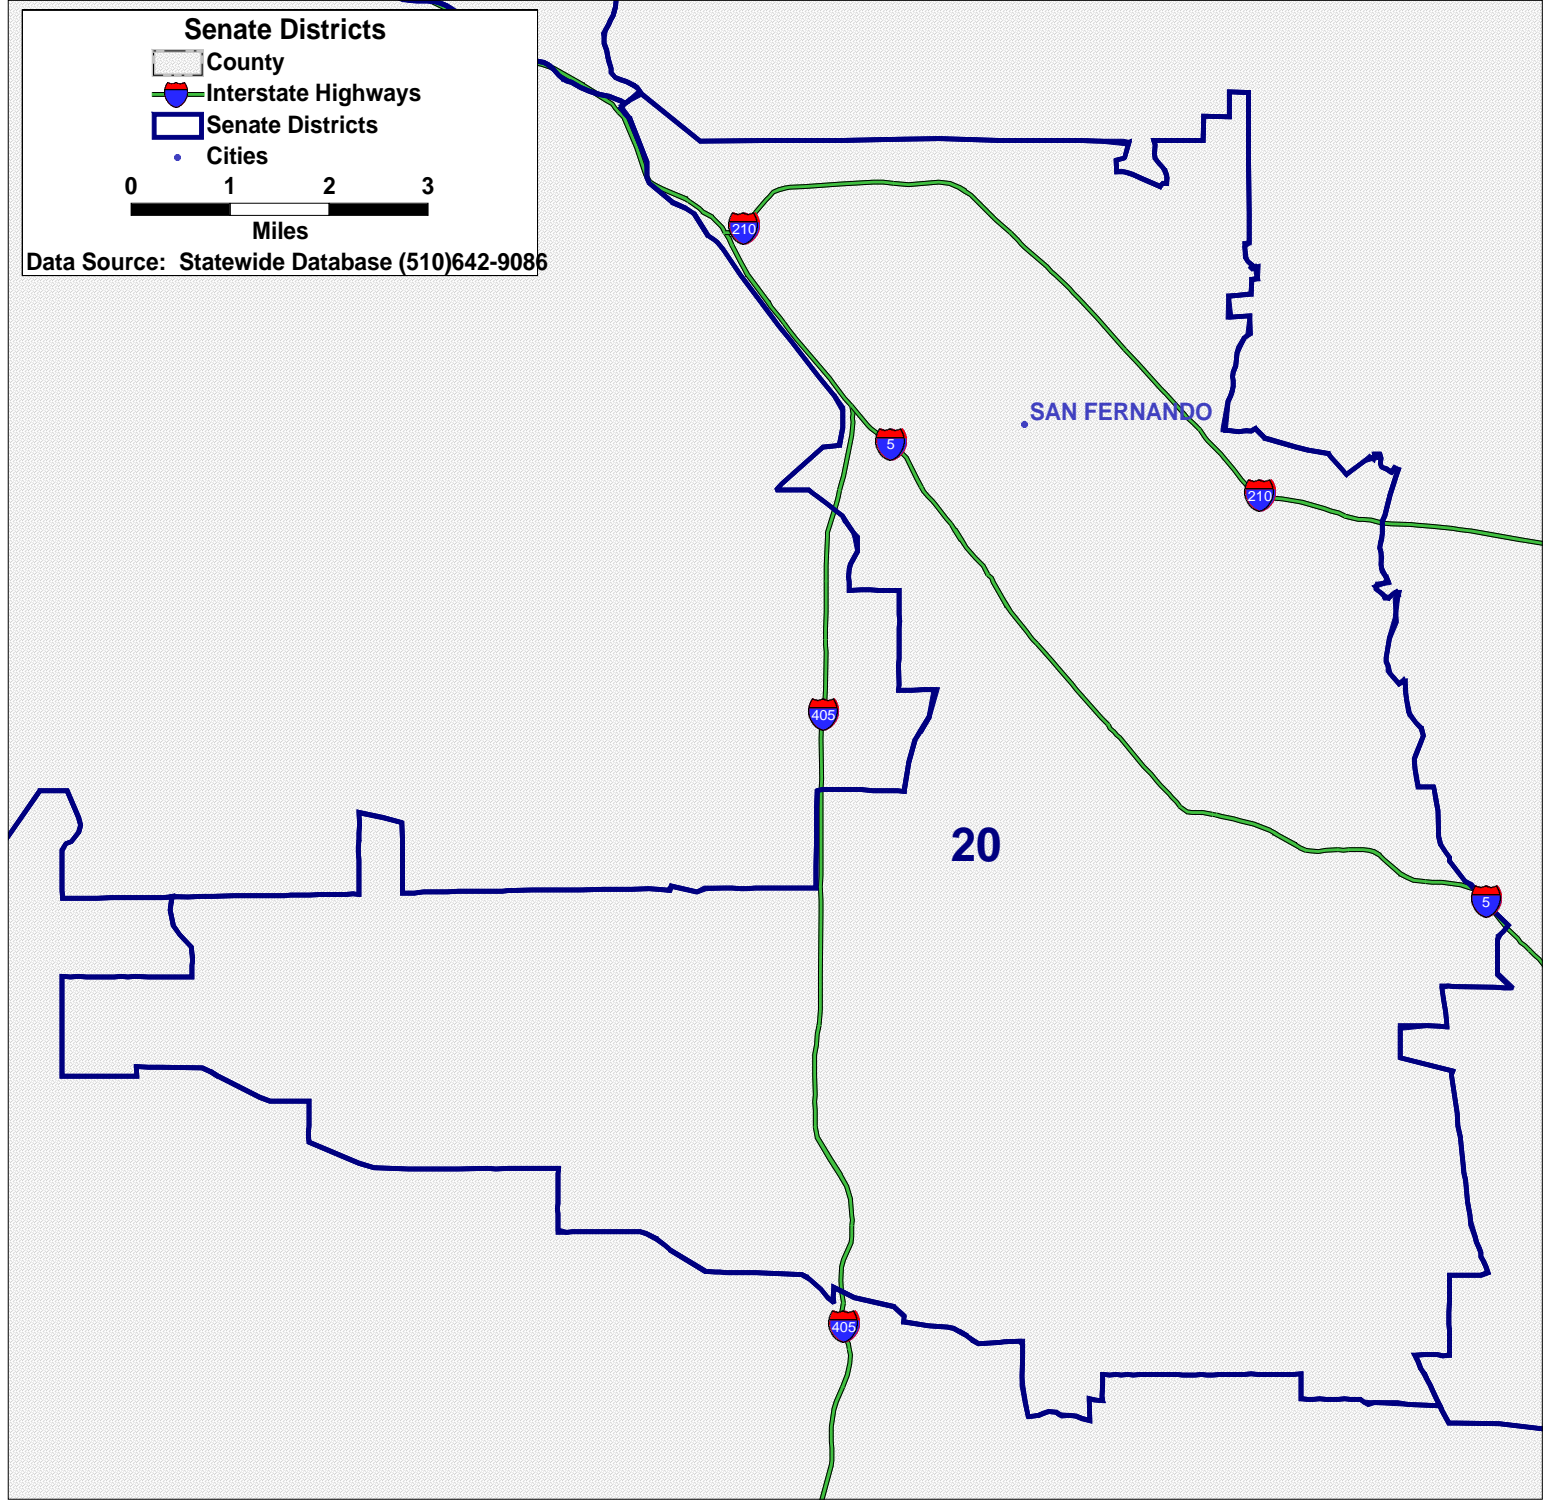 Senate Districts
County
Interstate Highways
Senate Districts
Cities
0 1 2 3
Miles
Data Source: Statewide Database (510)642-9086
210
SAN FERNANDO
5
210
405
20
5
405